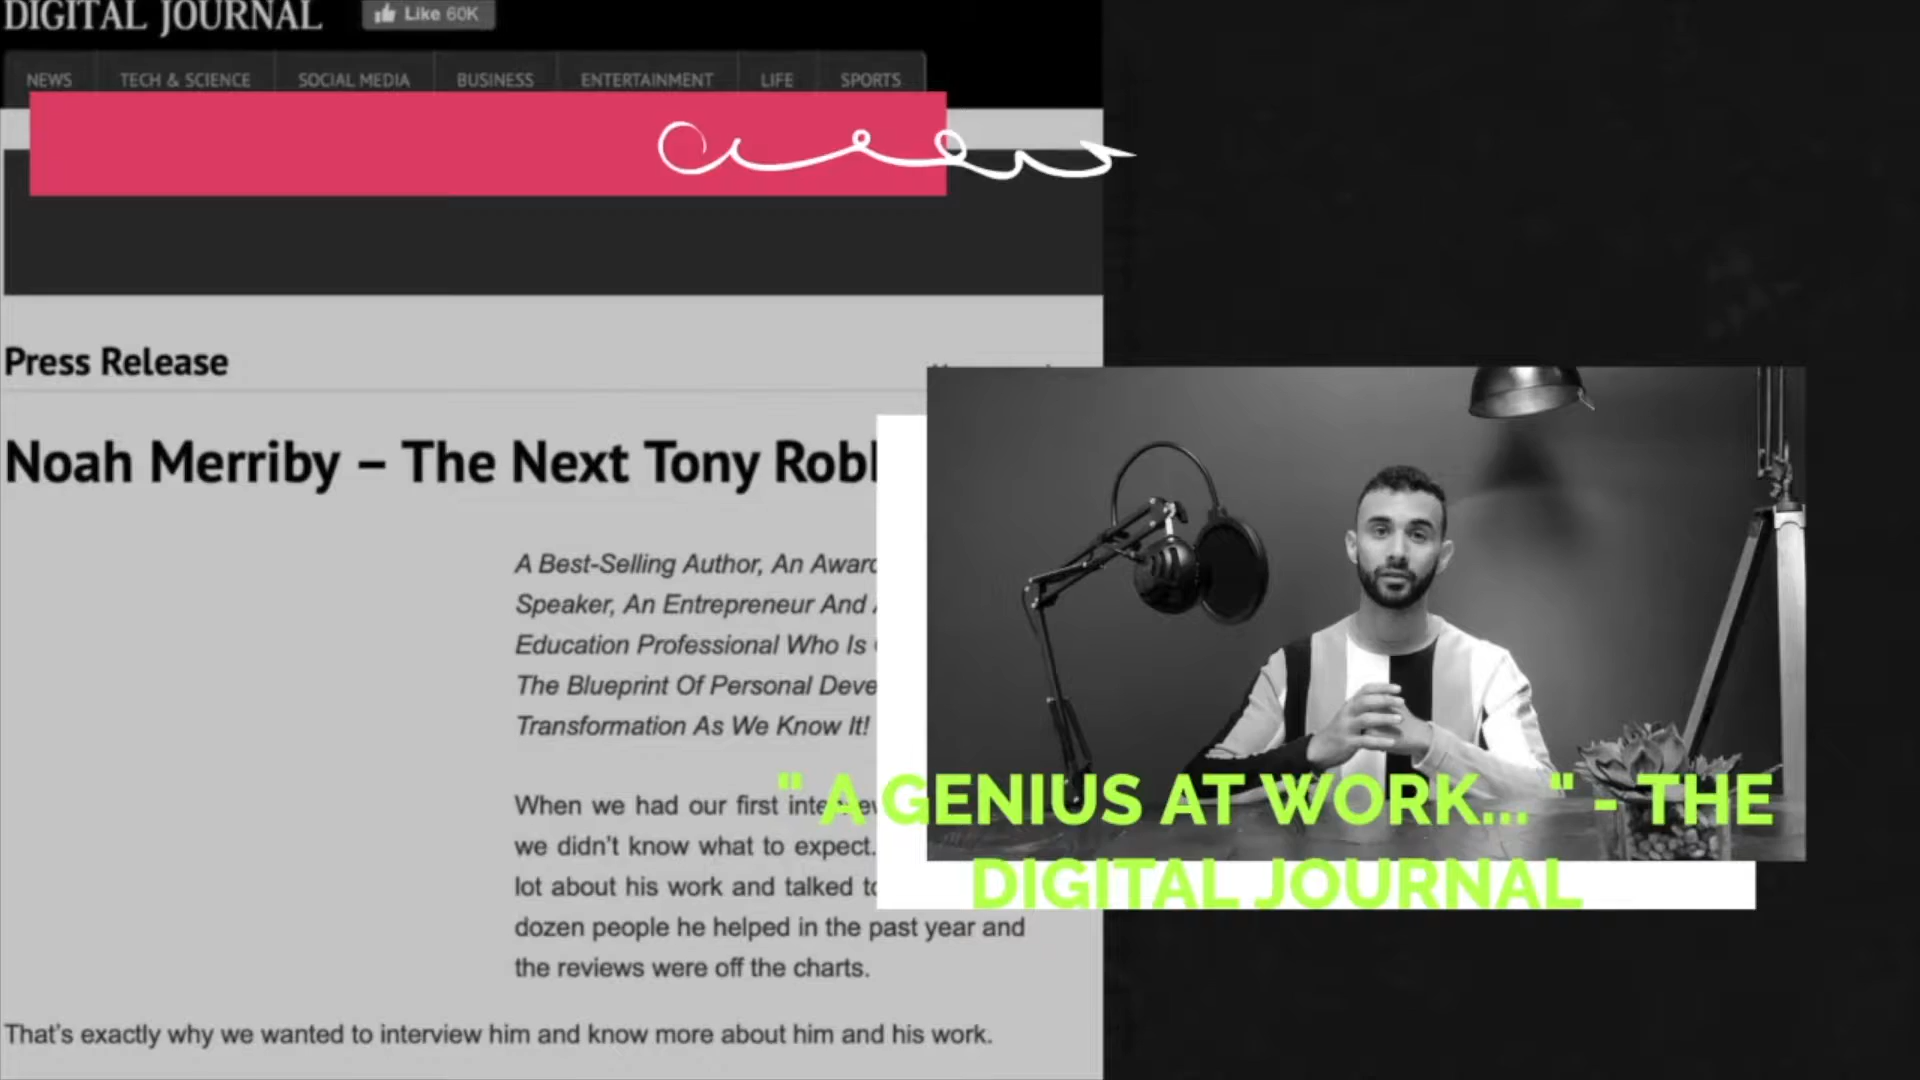 DIGITAL JOURNAL
Like 60K
NEWS TECH & SCIENCE SOCIAL MEDIA BUSINESS ENTERTAINMENT LIFE SPORTS
Press Release
Noah Merriby – The Next Tony
A Best-Selling Author, An
Speaker, An Entrepreneur And
Education Professional Who Is
The Blueprint Of Personal
Transformation As We Know It!
When we had our first
we didn't know what to expect.
lot about his work and talked
dozen people he helped in the past year and
the reviews were off the charts.
That's exactly why we wanted to interview him and know more about him and his work.
" A GENIUS AT WORK... " - THE
DIGITAL JOURNAL